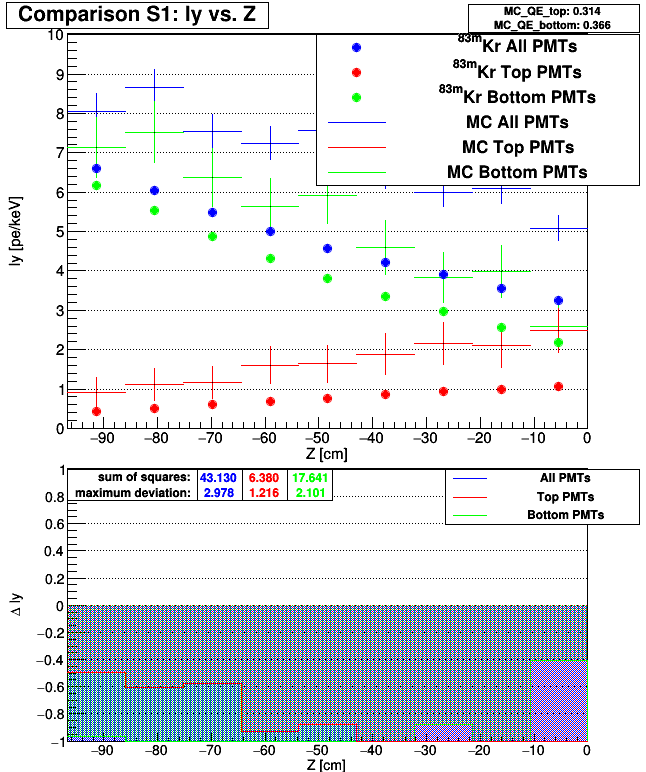 Comparison S1: ly vs. Z
MC_QE_top: 0.314
MC_QE_bottom: 0.366
83mKr All PMTs
83mKr Top PMTs
83mKr Bottom PMTs
MC All PMTs
MC Top PMTs
MC Bottom PMTs
ly [pe/keV]
10
9
8
7
6
5
4
3
2
1
0
−90 −80 −70 −60 −50 −40 −30 −20 −10 0
Z [cm]
sum of squares: 43.130 6.380 17.641
maximum deviation: 2.978 1.216 2.101
All PMTs
Top PMTs
Bottom PMTs
Δ ly
1
0.8
0.6
0.4
0.2
0
−0.2
−0.4
−0.6
−0.8
−1
−90 −80 −70 −60 −50 −40 −30 −20 −10 0
Z [cm]